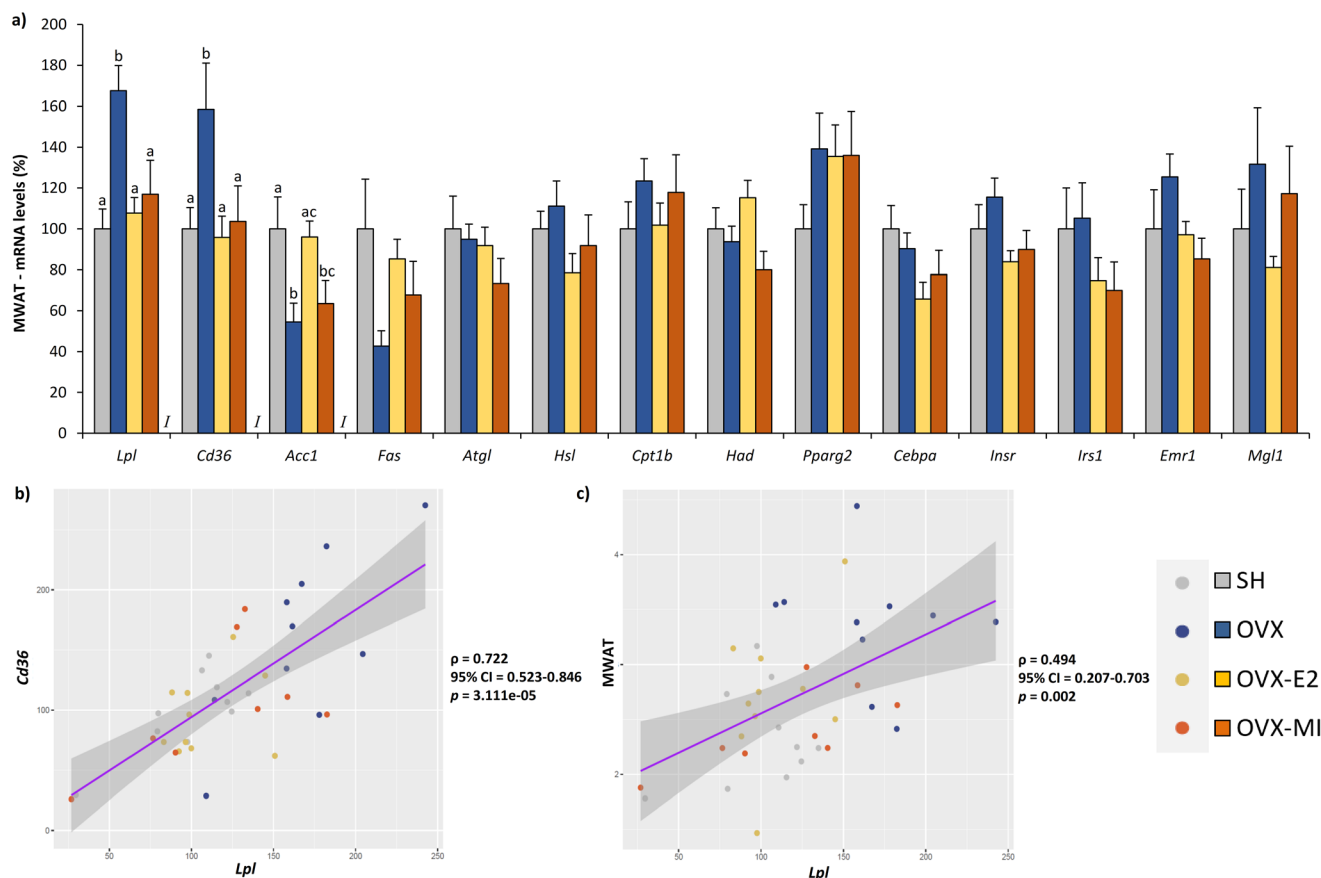 a)
MWAT - mRNA levels (%)
200
180
160
140
120
100
80
60
40
20
0
a b a a
a b a a
a b ac bc
I I I
Lpl Cd36 Acc1 Fas Atgl Hsl Cpt1b Had Pparg2 Cebpa Insr Irs1 Emr1 Mgl1
b)
Cd36
200
100
0
50 100 150 200 250
Lpl
ρ = 0.722
95% CI = 0.523-0.846
p = 3.111e-05
c)
MWAT
4
2
50 100 150 200 250
Lpl
ρ = 0.494
95% CI = 0.207-0.703
p = 0.002
SH
OVX
OVX-E2
OVX-MI